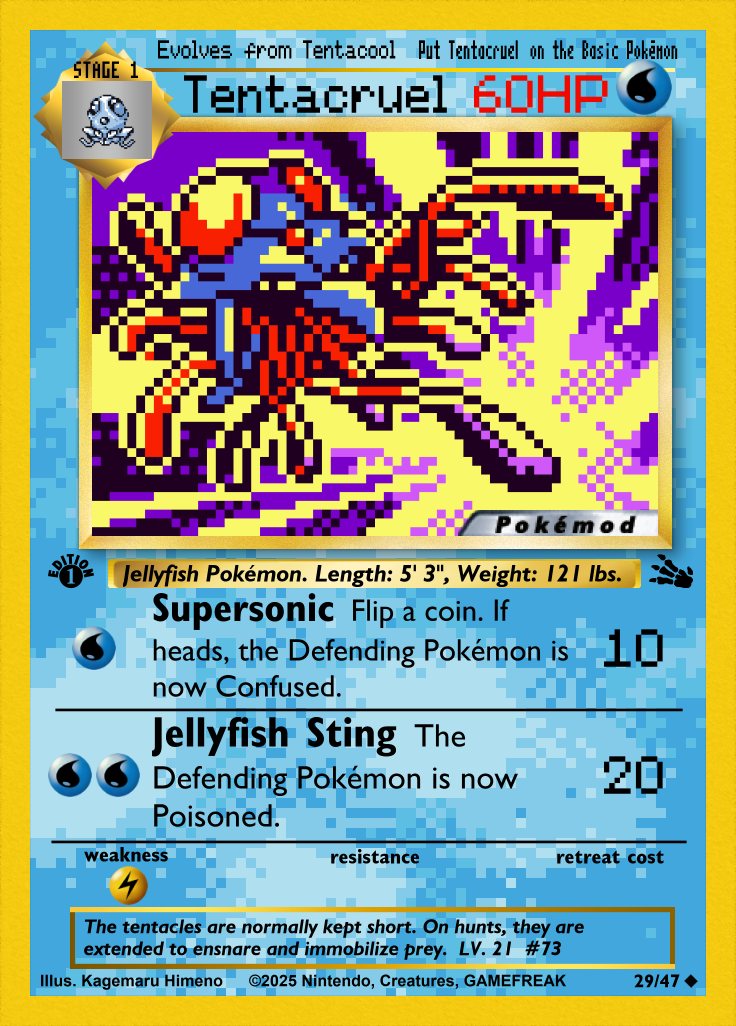 Evolves from Tentacool Put Tentacruel on the Basic Pokémon
STAGE 1
Tentacruel 60HP
Pokémod
EDITION
1
Jellyfish Pokémon. Length: 5' 3", Weight: 121 lbs.
Supersonic Flip a coin. If
heads, the Defending Pokémon is 10
now Confused.
Jellyfish Sting The
Defending Pokémon is now 20
Poisoned.
weakness resistance retreat cost
The tentacles are normally kept short. On hunts, they are
extended to ensnare and immobilize prey. LV. 21 #73
Illus. Kagemaru Himeno ©2025 Nintendo, Creatures, GAMEFREAK 29/47